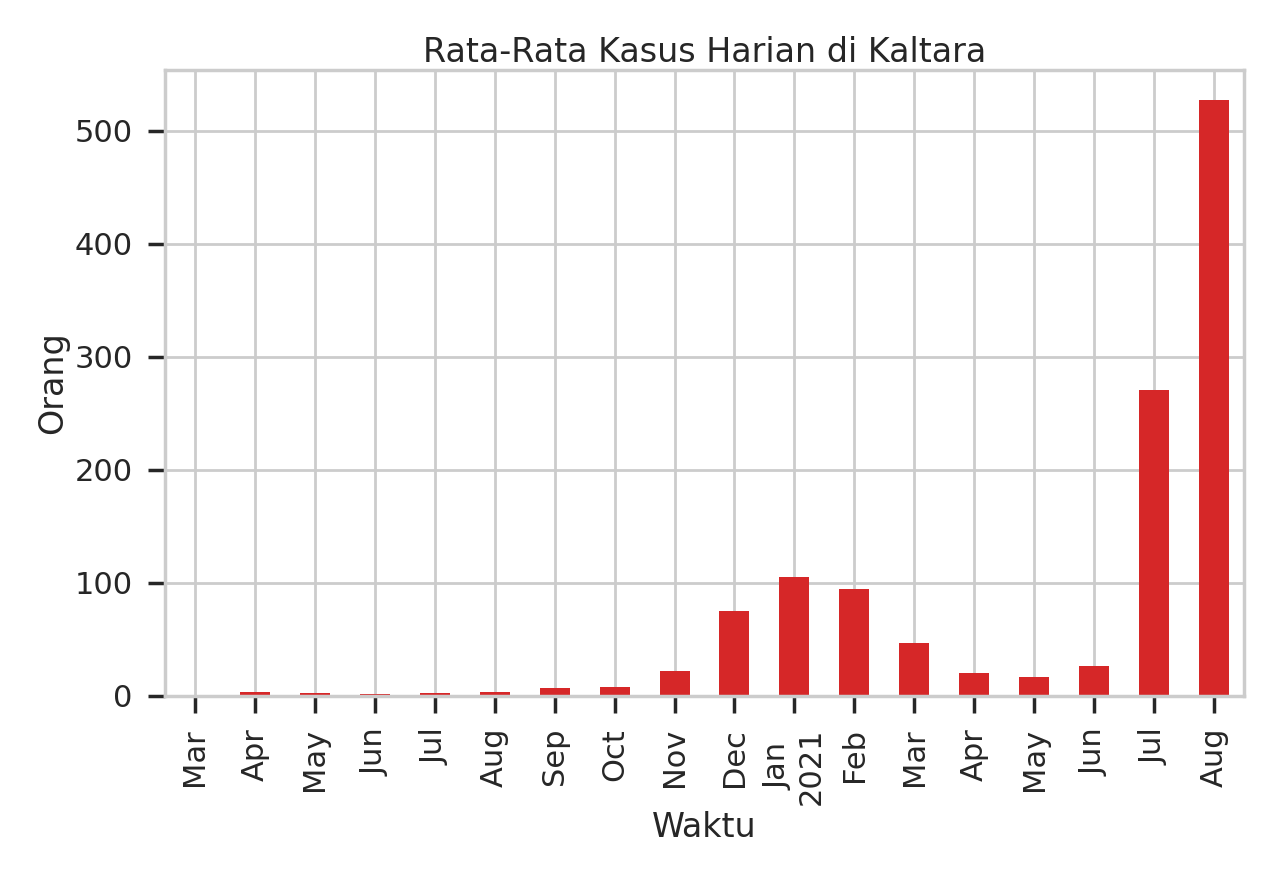 Rata-Rata Kasus Harian di Kaltara
Orang
500
400
300
200
100
0
Mar
Apr
May
Jun
Jul
Aug
Sep
Oct
Nov
Dec
Jan
2021
Feb
Mar
Apr
May
Jun
Jul
Aug
Waktu